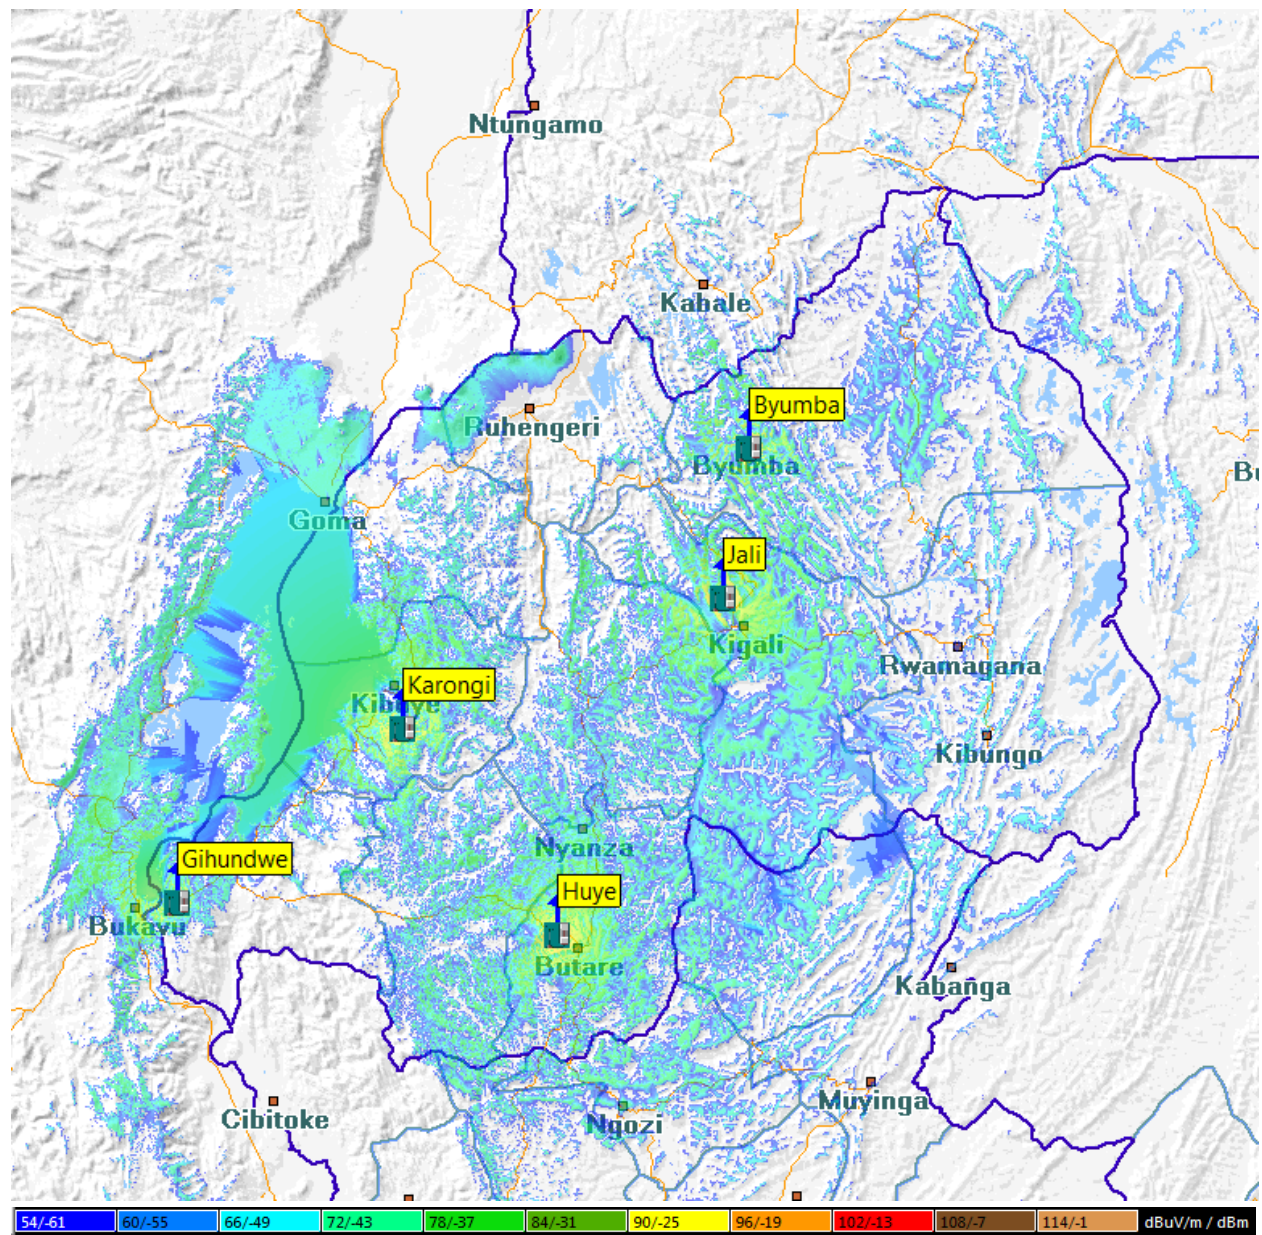 Ntungamo
Kabale
Byumba
Ruhengeri
Byumba
Bu
Goma
Jali
Kigali
Rwamagana
Karongi
Kibuye
Kibungo
Nyanza
Gihundwe
Huye
Bukavu
Butare
Kabanga
Muyinga
Cibitoke
Ngozi
54/-61 60/-55 66/-49 72/-43 78/-37 84/-31 90/-25 96/-19 102/-13 108/-7 114/-1 dBuV/m / dBm